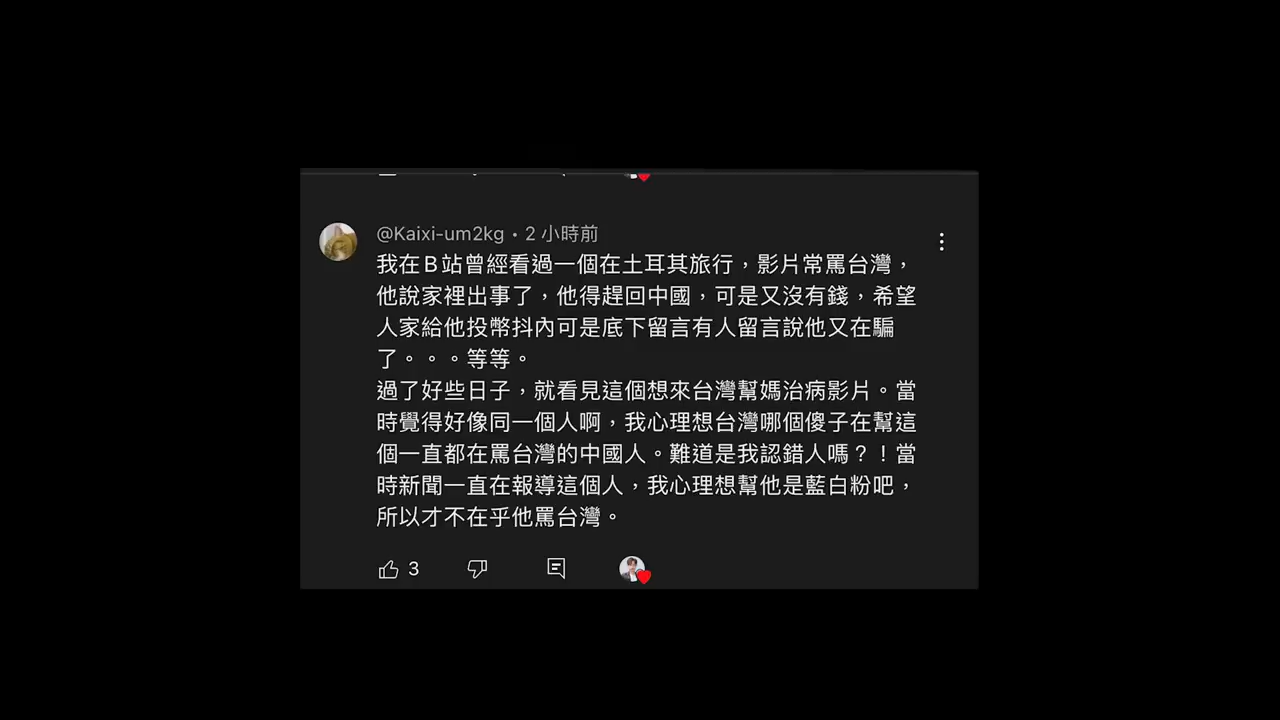 @Kaixi-um2kg・2 小時前
我在B站曾經看過一個在土耳其旅行，影片常罵台灣，
他說家裡出事了，他得趕回中國，可是又沒有錢，希望
人家給他投幣抖內可是底下留言有人留言說他又在騙
了。。。等等。
過了好些日子，就看見這個想來台灣幫媽治病影片。當
時覺得好像同一個人啊，我心理想台灣哪個傻子在幫這
個一直都在罵台灣的中國人。難道是我認錯人嗎？！當
時新聞一直在報導這個人，我心理想幫他是藍白粉吧，
所以才不在乎他罵台灣。
3